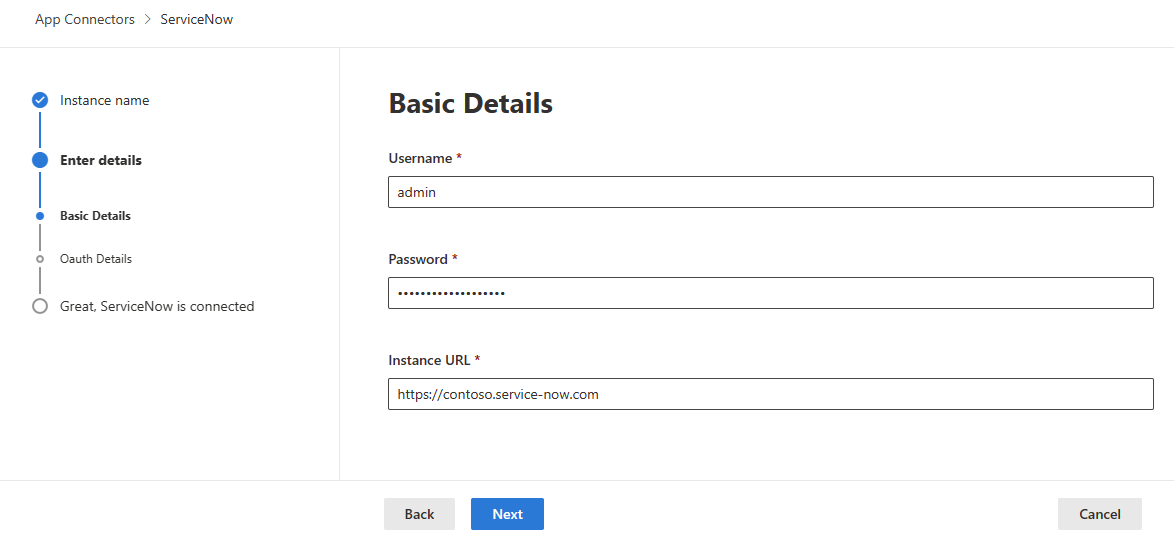 App Connectors > ServiceNow
Instance name
Enter details
Basic Details
Oauth Details
Great, ServiceNow is connected
Basic Details
Username *
admin
Password *
•••••••••••••••••••
Instance URL *
https://contoso.service-now.com
Back
Next
Cancel